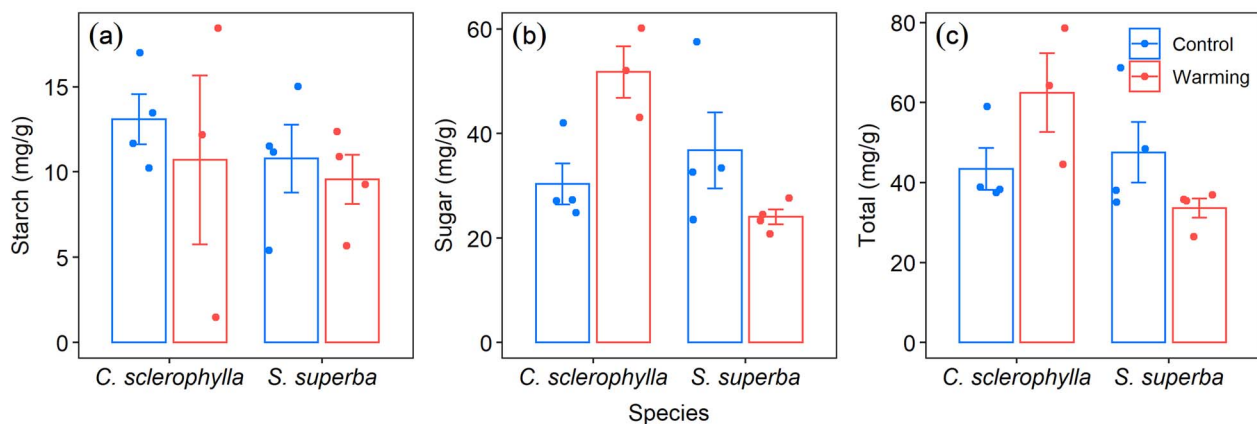 (a)
Starch (mg/g)
15
10
5
0
C. sclerophylla S. superba
(b)
Sugar (mg/g)
60
40
20
0
C. sclerophylla S. superba
Species
(c)
Total (mg/g)
80
60
40
20
0
C. sclerophylla S. superba
Control
Warming